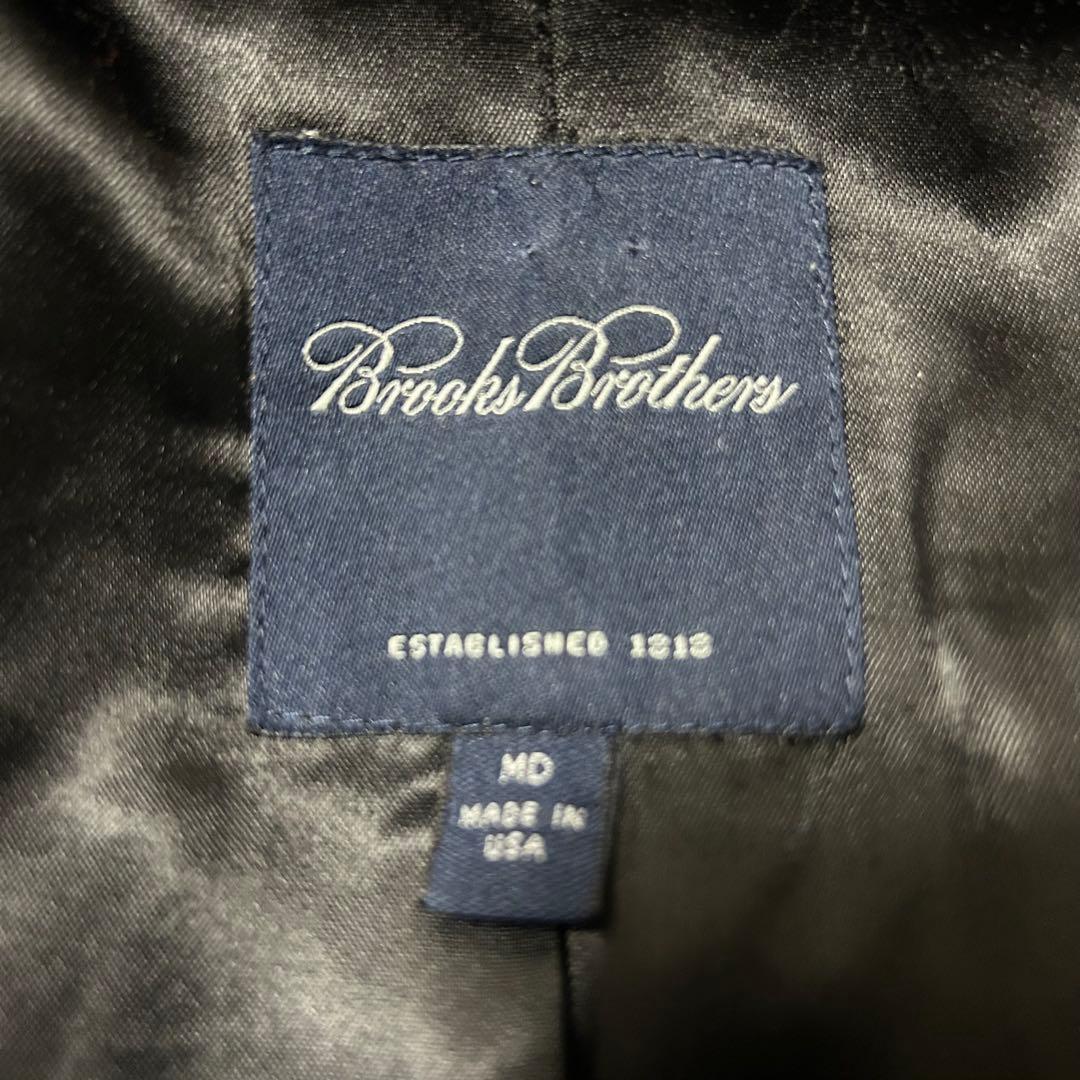 Brooks Brothers
ESTABLISHED 1818
MD
MADE IN
USA